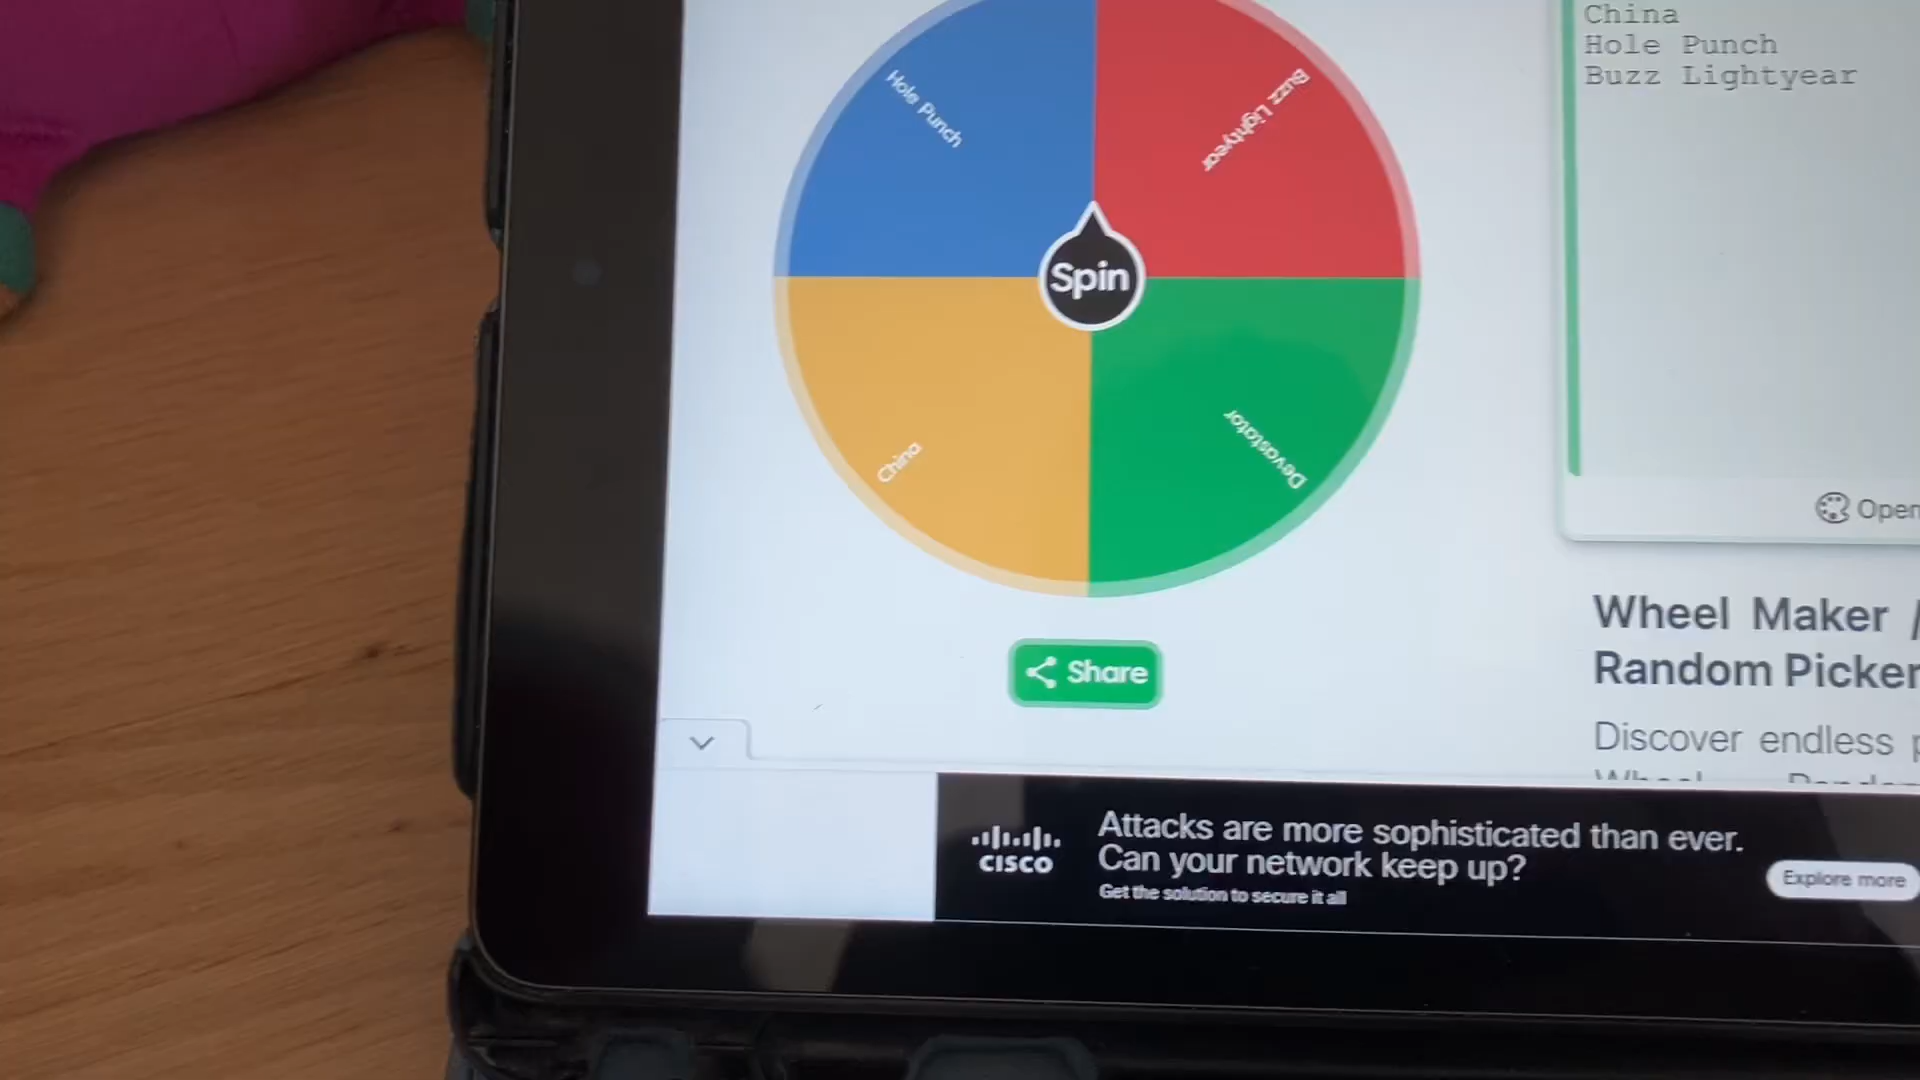 China
Hole Punch
Buzz Lightyear
Hole Punch
Buzz Lightyear
Spin
China
Devastator
Open
Wheel Maker
Random Picker
Share
Discover endless
CISCO
Attacks are more sophisticated than ever.
Can your network keep up?
Get the solution to secure it all
Explore more